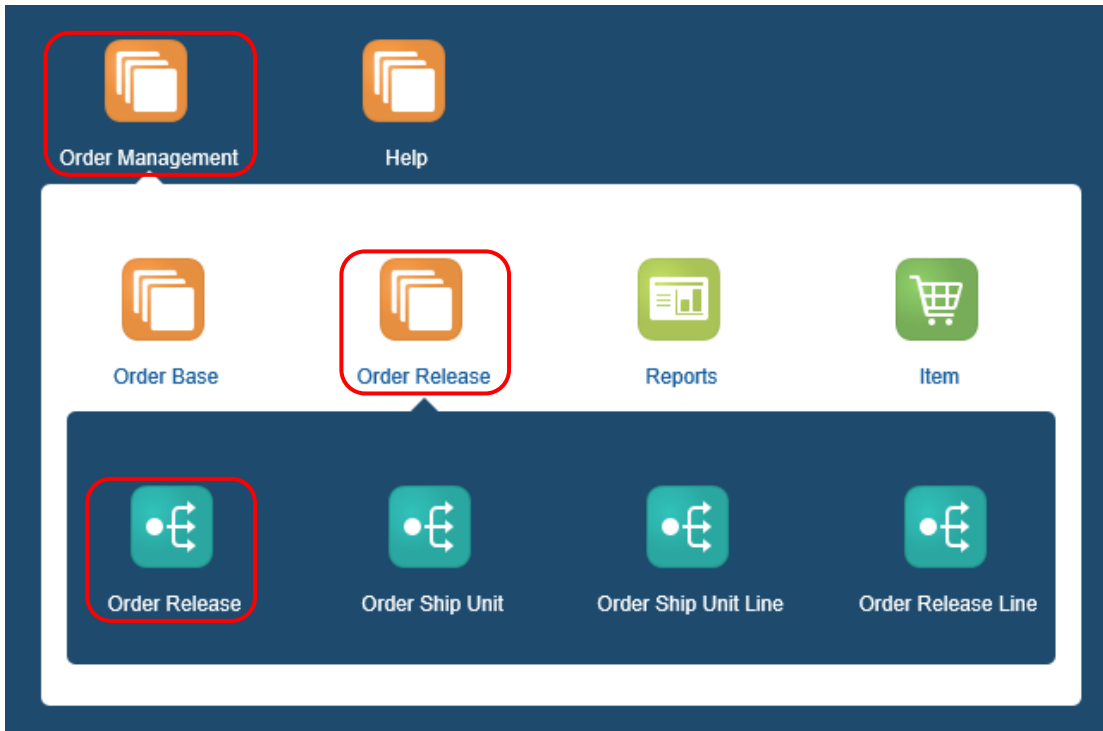 Order Management
Help
Order Base
Order Release
Reports
Item
Order Release
Order Ship Unit
Order Ship Unit Line
Order Release Line